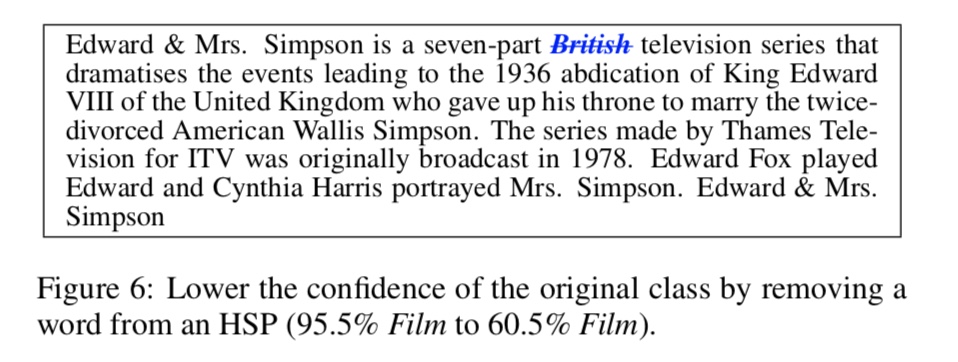 Edward & Mrs. Simpson is a seven-part British television series that
dramatises the events leading to the 1936 abdication of King Edward
VIII of the United Kingdom who gave up his throne to marry the twice-
divorced American Wallis Simpson. The series made by Thames Tele-
vision for ITV was originally broadcast in 1978. Edward Fox played
Edward and Cynthia Harris portrayed Mrs. Simpson. Edward & Mrs.
Simpson
Figure 6: Lower the confidence of the original class by removing a
word from an HSP (95.5% Film to 60.5% Film).